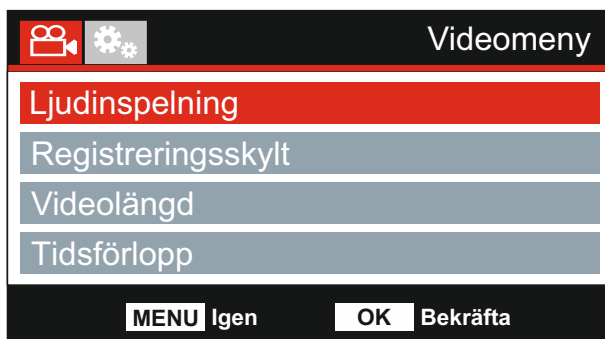 Videomeny
Ljudinspelning
Registreringsskylt
Videolängd
Tidsförlopp
MENU Igen OK Bekräfta